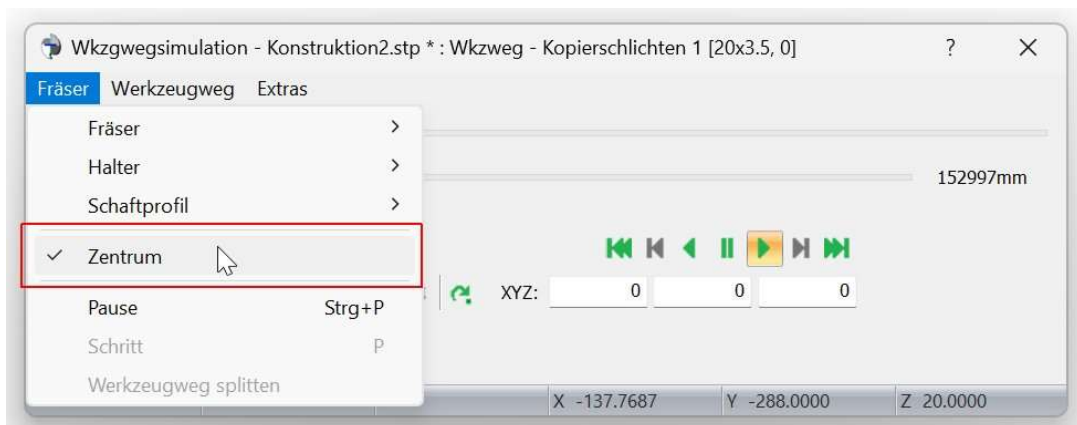 Wkzgwegsimulation - Konstruktion2.stp * : Wkzweg - Kopierschlichten 1 [20x3.5, 0] ?
Fräser Werkzeugweg Extras
Fräser
Halter
152997mm
Schaftprofil
Zentrum
XYZ: 0 0 0
Pause Strg+P
Schritt P
Werkzeugweg splitten
X -137.7687 Y -288.0000 Z 20.0000